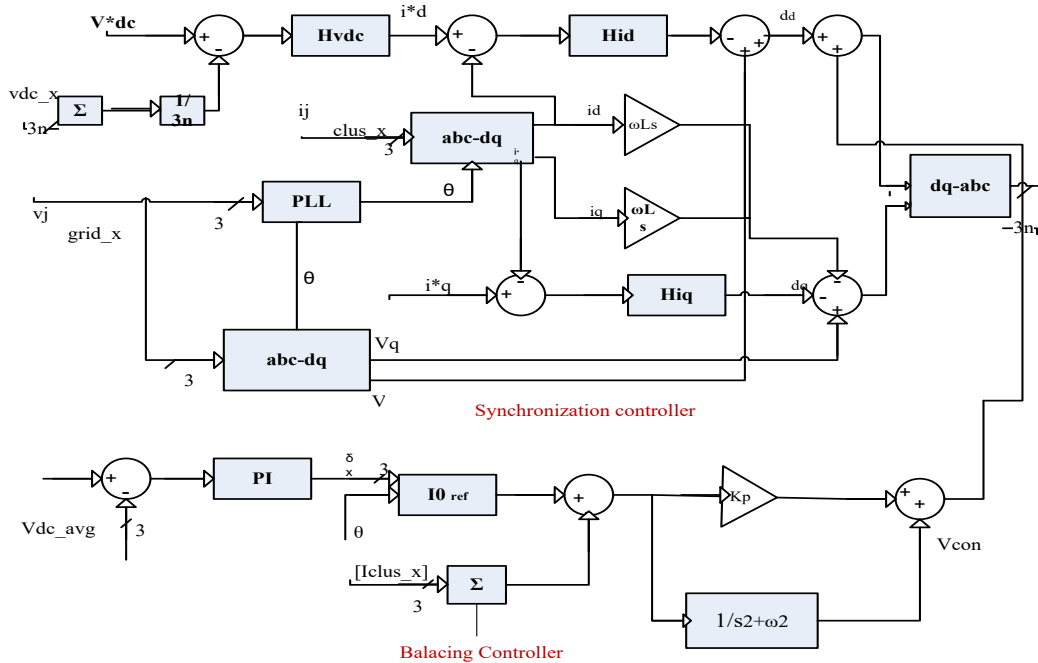 V*dc
+
-
Hvdc
i*d
+
-
Hid
-
+
+
dd
+
+
vdc_x
3n
Σ
1/
3n
ij
clus_x
3
abc-dq
id
ωLs
θ
PLL
vj
grid_x
3
iq
ωL
s
dq-abc
3n
θ
i*q
+
-
Hiq
dq
-
-
+
abc-dq
3
Vq
V
Synchronization controller
+
-
PI
δ
x
3
I0 ref
+
Kp
+
+
Vdc_avg
3
θ
Vcon
[Iclus_x]
3
Σ
1/s2+ω2
Balacing Controller